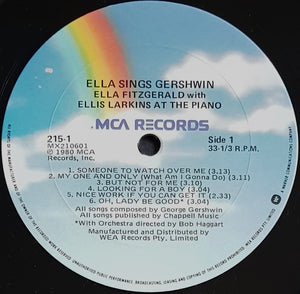 ELLA SINGS GERSHWIN
ELLA FITZGERALD with
ELLIS LARKINS AT THE PIANO
MCA RECORDS
215-1
MX210601
© 1980 MCA
Records, Inc.
Side 1
33-1/3 R.P.M.
1. SOMEONE TO WATCH OVER ME (3.13)
2. MY ONE AND ONLY (What Am I Gonna Do) (3.11)
3. BUT NOT FOR ME (3.10)
4. LOOKING FOR A BOY (3.04)
5. NICE WORK IF YOU CAN GET IT (2.33)
6. OH, LADY BE GOOD* (3.04)
All songs composed by George Gershwin
All songs published by Chappell Music
*With Orchestra directed by Bob Haggart
Manufactured and Distributed by
WEA Records Pty. Limited